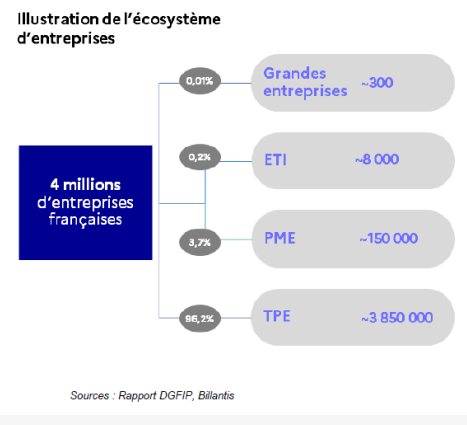 Illustration de l'écosystème
d'entreprises
0,01%
Grandes
entreprises
~300
0,2%
ETI
~8 000
4 millions
d'entreprises
françaises
3,7%
PME
~150 000
96,2%
TPE
~3 850 000
Sources : Rapport DGFIP, Billantis